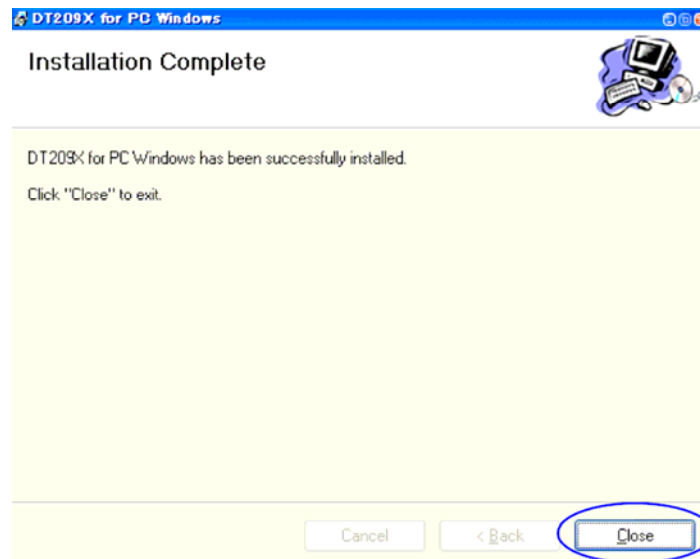 DT209X for PC Windows
Installation Complete
DT209X for PC Windows has been successfully installed.
Click "Close" to exit.
Cancel
< Back
Close